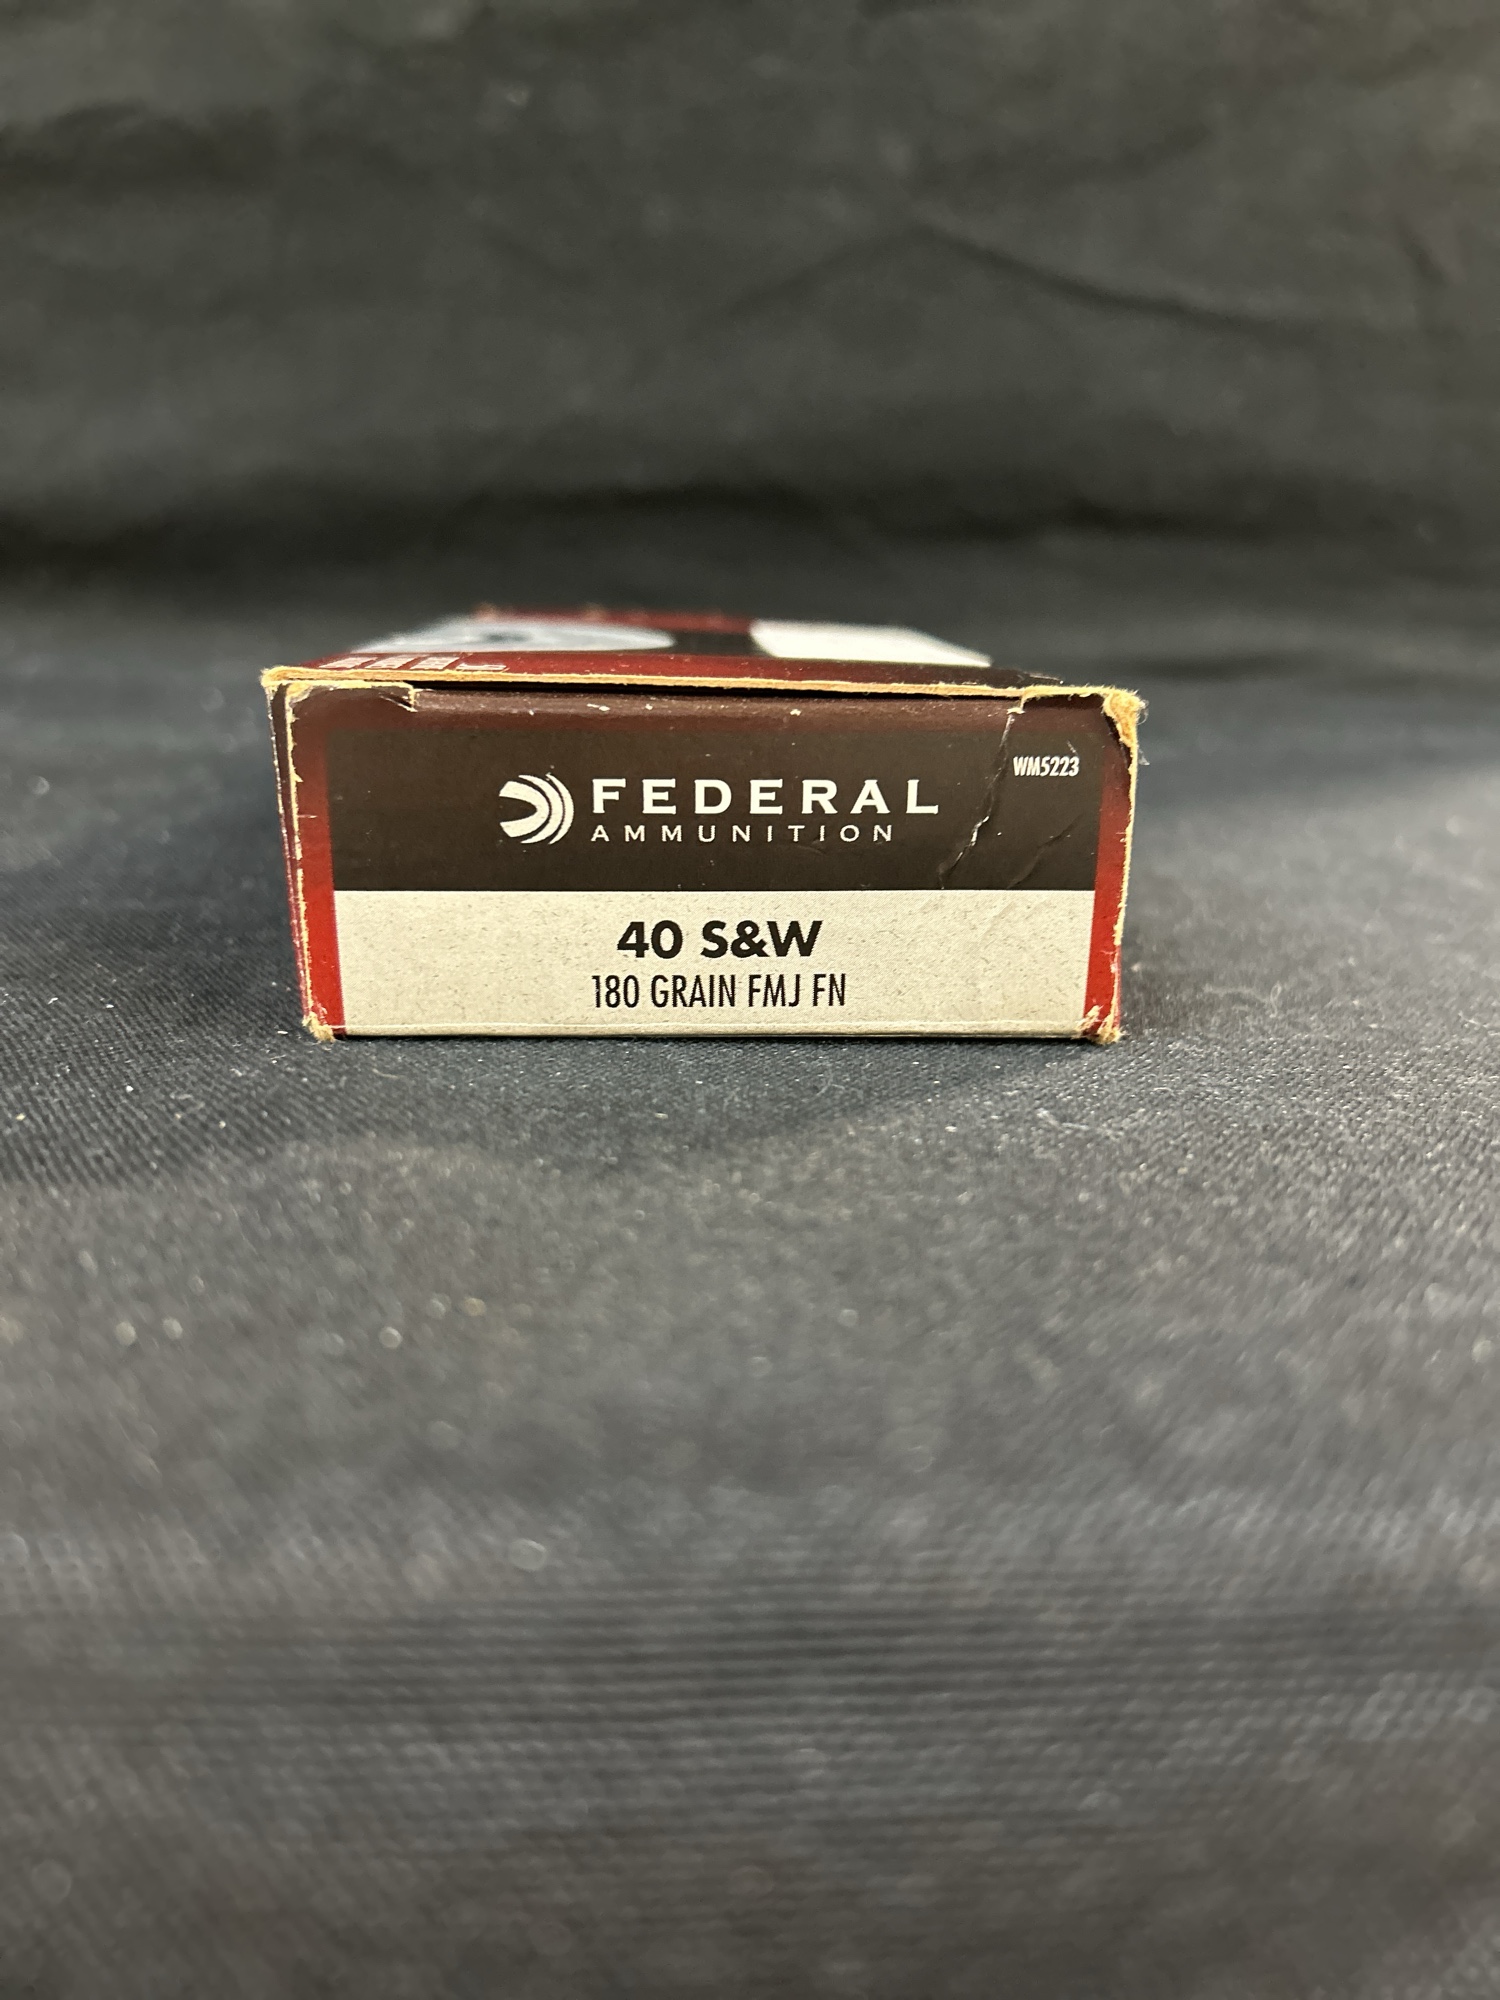 WM5223
FEDERAL
AMMUNITION
40 S&W
180 GRAIN FMJ FN